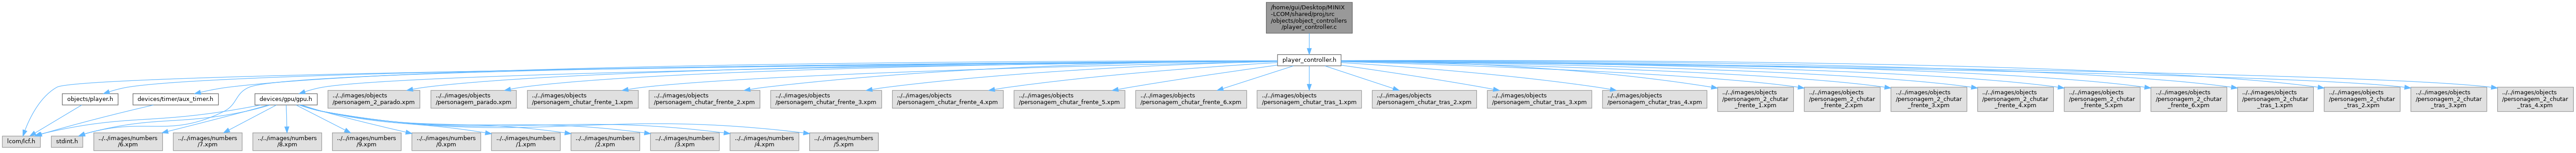 /home/gui/Desktop/MINIX
-LCOM/shared/proj/src
/objects/object_controllers
/player_controller.c
player_controller.h
objects/player.h
devices/timer/aux_timer.h
devices/gpu/gpu.h
../../images/objects
/personagem_2_parado.xpm
../../images/objects
/personagem_parado.xpm
../../images/objects
/personagem_chutar_frente_1.xpm
../../images/objects
/personagem_chutar_frente_2.xpm
../../images/objects
/personagem_chutar_frente_3.xpm
../../images/objects
/personagem_chutar_frente_4.xpm
../../images/objects
/personagem_chutar_frente_5.xpm
../../images/objects
/personagem_chutar_frente_6.xpm
../../images/objects
/personagem_chutar_tras_1.xpm
../../images/objects
/personagem_chutar_tras_2.xpm
../../images/objects
/personagem_chutar_tras_3.xpm
../../images/objects
/personagem_chutar_tras_4.xpm
../../images/objects
/personagem_2_chutar
_frente_1.xpm
../../images/objects
/personagem_2_chutar
_frente_2.xpm
../../images/objects
/personagem_2_chutar
_frente_3.xpm
../../images/objects
/personagem_2_chutar
_frente_4.xpm
../../images/objects
/personagem_2_chutar
_frente_5.xpm
../../images/objects
/personagem_2_chutar
_frente_6.xpm
../../images/objects
/personagem_2_chutar
_tras_1.xpm
../../images/objects
/personagem_2_chutar
_tras_2.xpm
../../images/objects
/personagem_2_chutar
_tras_3.xpm
../../images/objects
/personagem_2_chutar
_tras_4.xpm
lcom/lcf.h
stdint.h
../../images/numbers
/6.xpm
../../images/numbers
/7.xpm
../../images/numbers
/8.xpm
../../images/numbers
/9.xpm
../../images/numbers
/0.xpm
../../images/numbers
/1.xpm
../../images/numbers
/2.xpm
../../images/numbers
/3.xpm
../../images/numbers
/4.xpm
../../images/numbers
/5.xpm